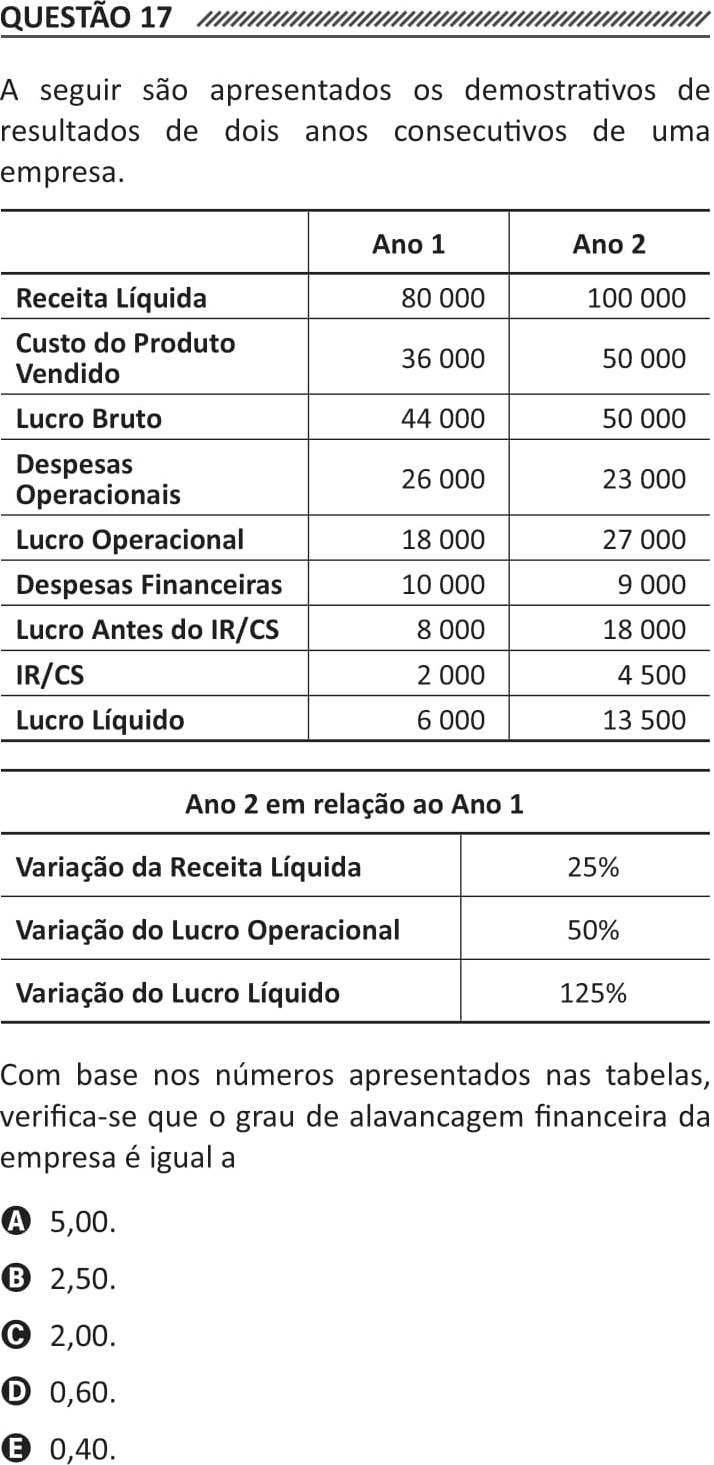 QUESTÃO 17
A seguir são apresentados os demostrativos de
resultados de dois anos consecutivos de uma
empresa.
Ano 1 Ano 2
Receita Líquida 80 000 100 000
Custo do Produto
Vendido 36 000 50 000
Lucro Bruto 44 000 50 000
Despesas
Operacionais 26 000 23 000
Lucro Operacional 18 000 27 000
Despesas Financeiras 10 000 9 000
Lucro Antes do IR/CS 8 000 18 000
IR/CS 2 000 4 500
Lucro Líquido 6 000 13 500
Ano 2 em relação ao Ano 1
Variação da Receita Líquida 25%
Variação do Lucro Operacional 50%
Variação do Lucro Líquido 125%
Com base nos números apresentados nas tabelas,
verifica-se que o grau de alavancagem financeira da
empresa é igual a
A 5,00.
B 2,50.
C 2,00.
D 0,60.
E 0,40.